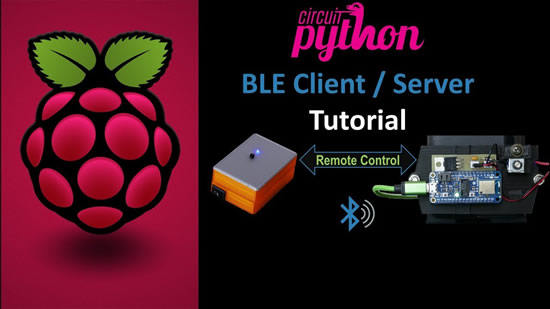 circuit
python
BLE Client / Server
Tutorial
Remote Control